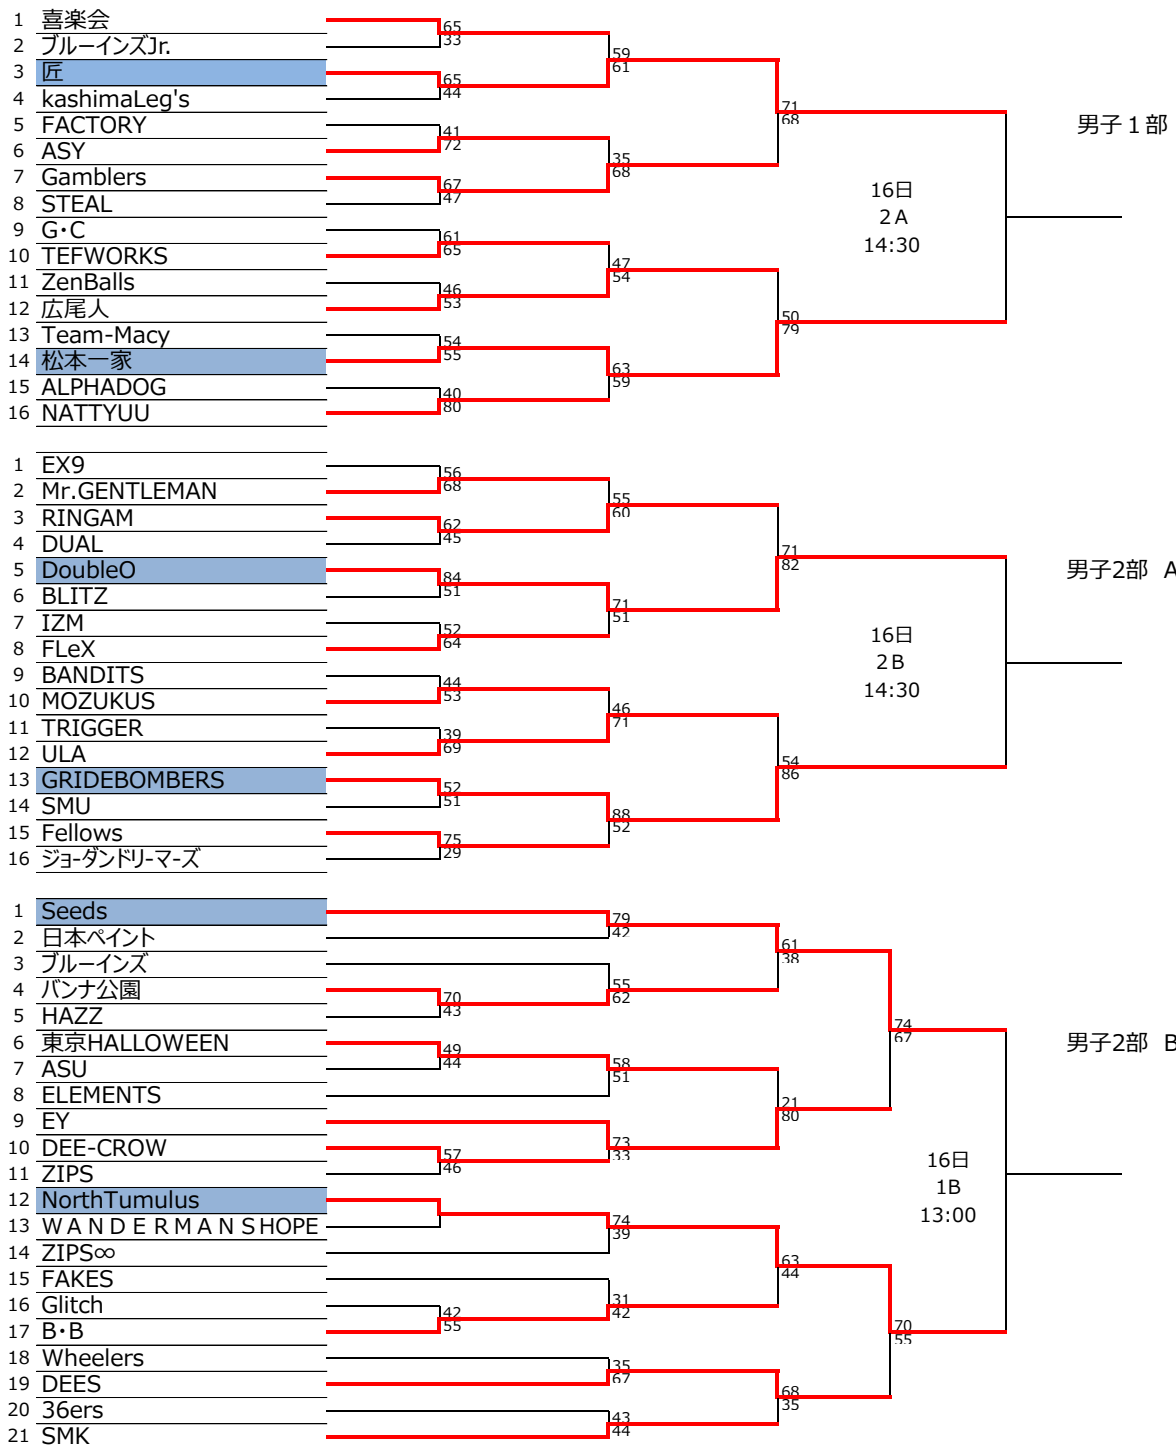 1 喜楽会
65
2 ブルーインズJr.
33
59
3 匠
65
61
4 kashimaLeg's
44
71
68
5 FACTORY
41
男子１部
6 ASY
72
35
7 Gamblers
67
68
8 STEAL
47
16日
2A
14:30
9 G・C
61
10 TEFWORKS
65
47
11 ZenBalls
46
54
12 広尾人
53
50
79
13 Team-Macy
54
14 松本一家
55
63
15 ALPHADOG
40
59
16 NATTYUU
80
1 EX9
56
2 Mr.GENTLEMAN
68
55
3 RINGAM
62
60
4 DUAL
45
71
82
5 DoubleO
84
男子2部 A
6 BLITZ
51
71
7 IZM
52
51
8 FLeX
64
16日
2B
14:30
9 BANDITS
44
10 MOZUKUS
53
46
11 TRIGGER
39
71
12 ULA
69
54
86
13 GRIDEBOMBERS
52
14 SMU
51
88
15 Fellows
75
52
16 ジョーダンドリーマーズ
29
1 Seeds
79
2 日本ペイント
42
61
3 ブルーインズ
38
4 バンナ公園
70
55
62
5 HAZZ
43
74
67
6 東京HALLOWEEN
49
男子2部 B
7 ASU
44
58
51
8 ELEMENTS
21
80
9 EY
10 DEE-CROW
57
73
33
11 ZIPS
46
16日
1B
13:00
12 NorthTumulus
13 WANDERMANSHOPE
74
39
14 ZIPS∞
63
44
15 FAKES
16 Glitch
42
31
42
17 B・B
55
70
55
18 Wheelers
35
19 DEES
67
68
35
20 36ers
43
21 SMK
44